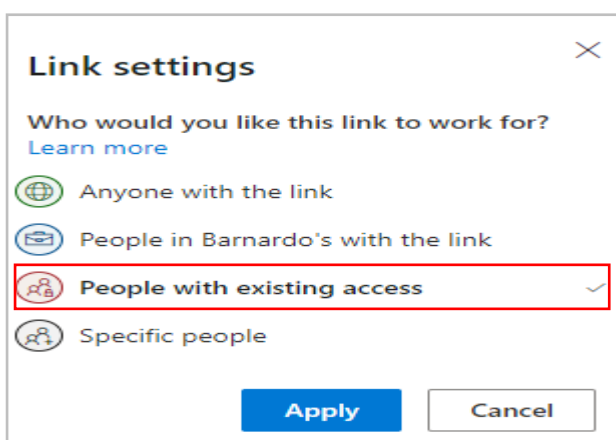 Link settings
Who would you like this link to work for?
Learn more
Anyone with the link
People in Barnardo's with the link
People with existing access
Specific people
Apply Cancel